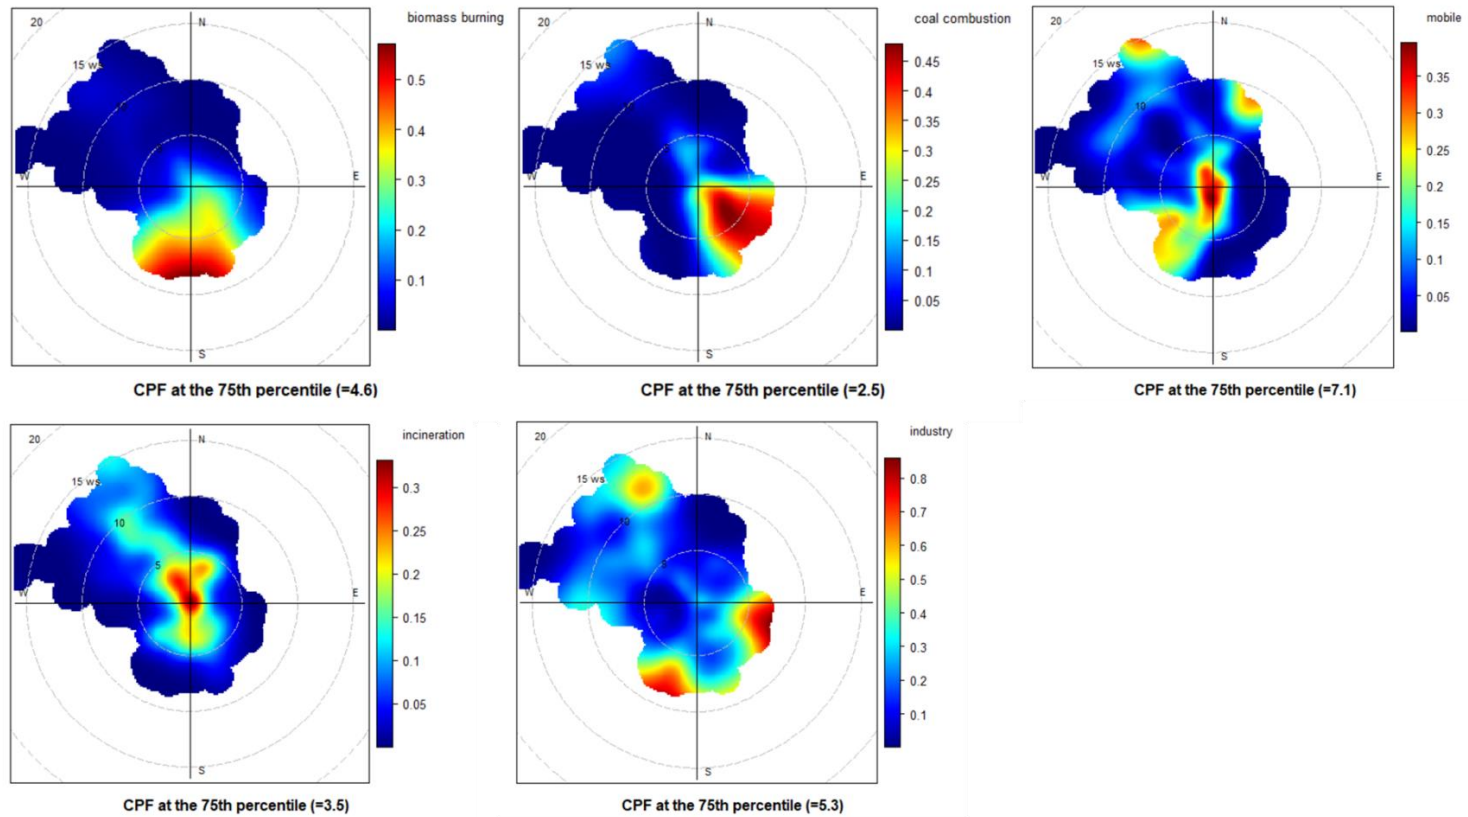 biomass burning
20
N
15 ws
W
E
S
0.5
0.4
0.3
0.2
0.1
CPF at the 75th percentile (=4.6)
coal combustion
20
N
15 ws
W
E
S
0.45
0.4
0.35
0.3
0.25
0.2
0.15
0.1
0.05
CPF at the 75th percentile (=2.5)
mobile
20
N
15 ws
10
W
E
S
0.35
0.3
0.25
0.2
0.15
0.1
0.05
CPF at the 75th percentile (=7.1)
incineration
20
N
15 ws
10
5
W
E
S
0.3
0.25
0.2
0.15
0.1
0.05
CPF at the 75th percentile (=3.5)
industry
20
N
15 ws
10
5
W
E
S
0.8
0.7
0.6
0.5
0.4
0.3
0.2
0.1
CPF at the 75th percentile (=5.3)